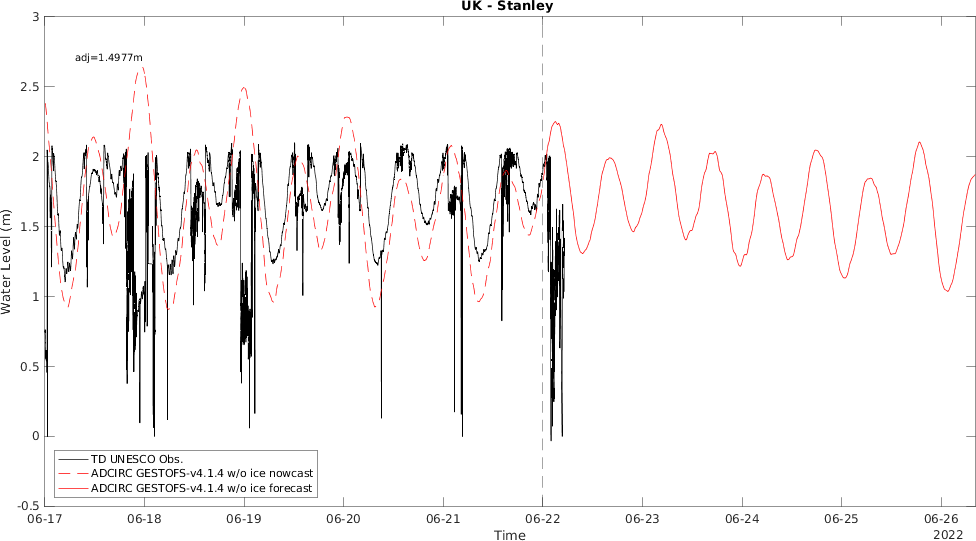 UK - Stanley
adj=1.4977m
3
2.5
2
1.5
1
0.5
0
-0.5
Water Level (m)
TD UNESCO Obs.
ADCIRC GESTOFS-v4.1.4 w/o ice nowcast
ADCIRC GESTOFS-v4.1.4 w/o ice forecast
06-17 06-18 06-19 06-20 06-21 06-22 06-23 06-24 06-25 06-26
Time
2022